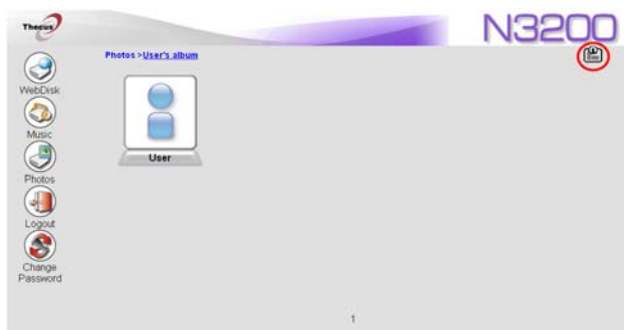 Thecus
N3200
Photos >User's album
WebDisk
Music
Photos
Logout
Change
Password
User
1